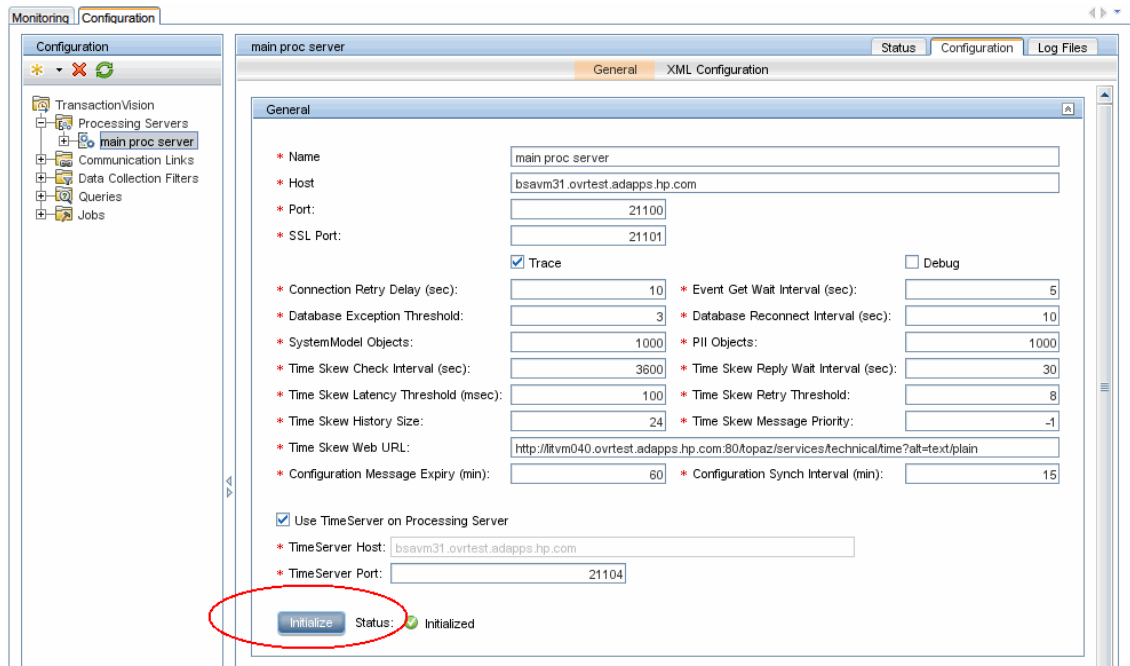 Monitoring Configuration
Configuration
TransactionVision
Processing Servers
main proc server
Communication Links
Data Collection Filters
Queries
Jobs
main proc server
Status Configuration Log Files
General XML Configuration
General
* Name main proc server
* Host bsavm31.ovrtest.adapps.hp.com
* Port: 21100
* SSL Port: 21101
Trace Debug
* Connection Retry Delay (sec): 10 * Event Get Wait Interval (sec): 5
* Database Exception Threshold: 3 * Database Reconnect Interval (sec): 10
* SystemModel Objects: 1000 * PII Objects: 1000
* Time Skew Check Interval (sec): 3600 * Time Skew Reply Wait Interval (sec): 30
* Time Skew Latency Threshold (msec): 100 * Time Skew Retry Threshold: 8
* Time Skew History Size: 24 * Time Skew Message Priority: -1
* Time Skew Web URL: http://litvm040.ovrtest.adapps.hp.com:80/topaz/services/technical/time?alt=text/plain
* Configuration Message Expiry (min): 60 * Configuration Synch Interval (min): 15
Use TimeServer on Processing Server
* TimeServer Host: bsavm31.ovrtest.adapps.hp.com
* TimeServer Port: 21104
Initialize Status: Initialized